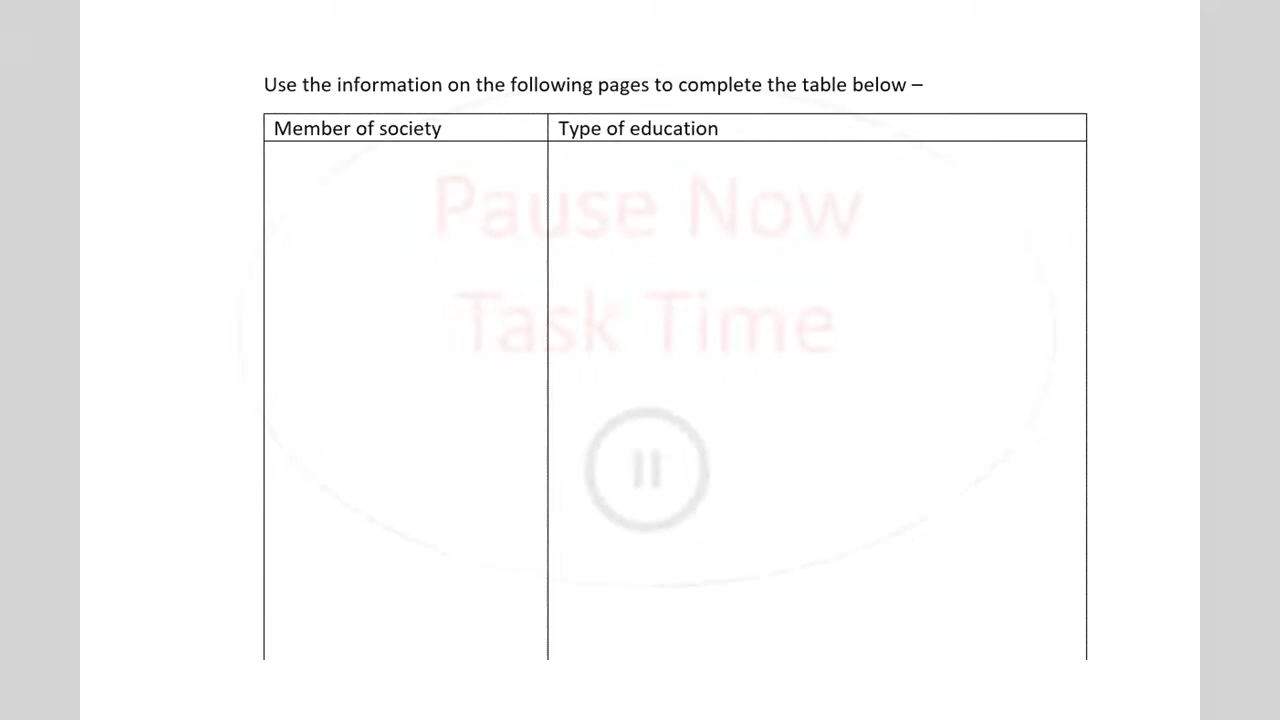 Use the information on the following pages to complete the table below –
Member of society
Type of education
Pause Now
Task Time